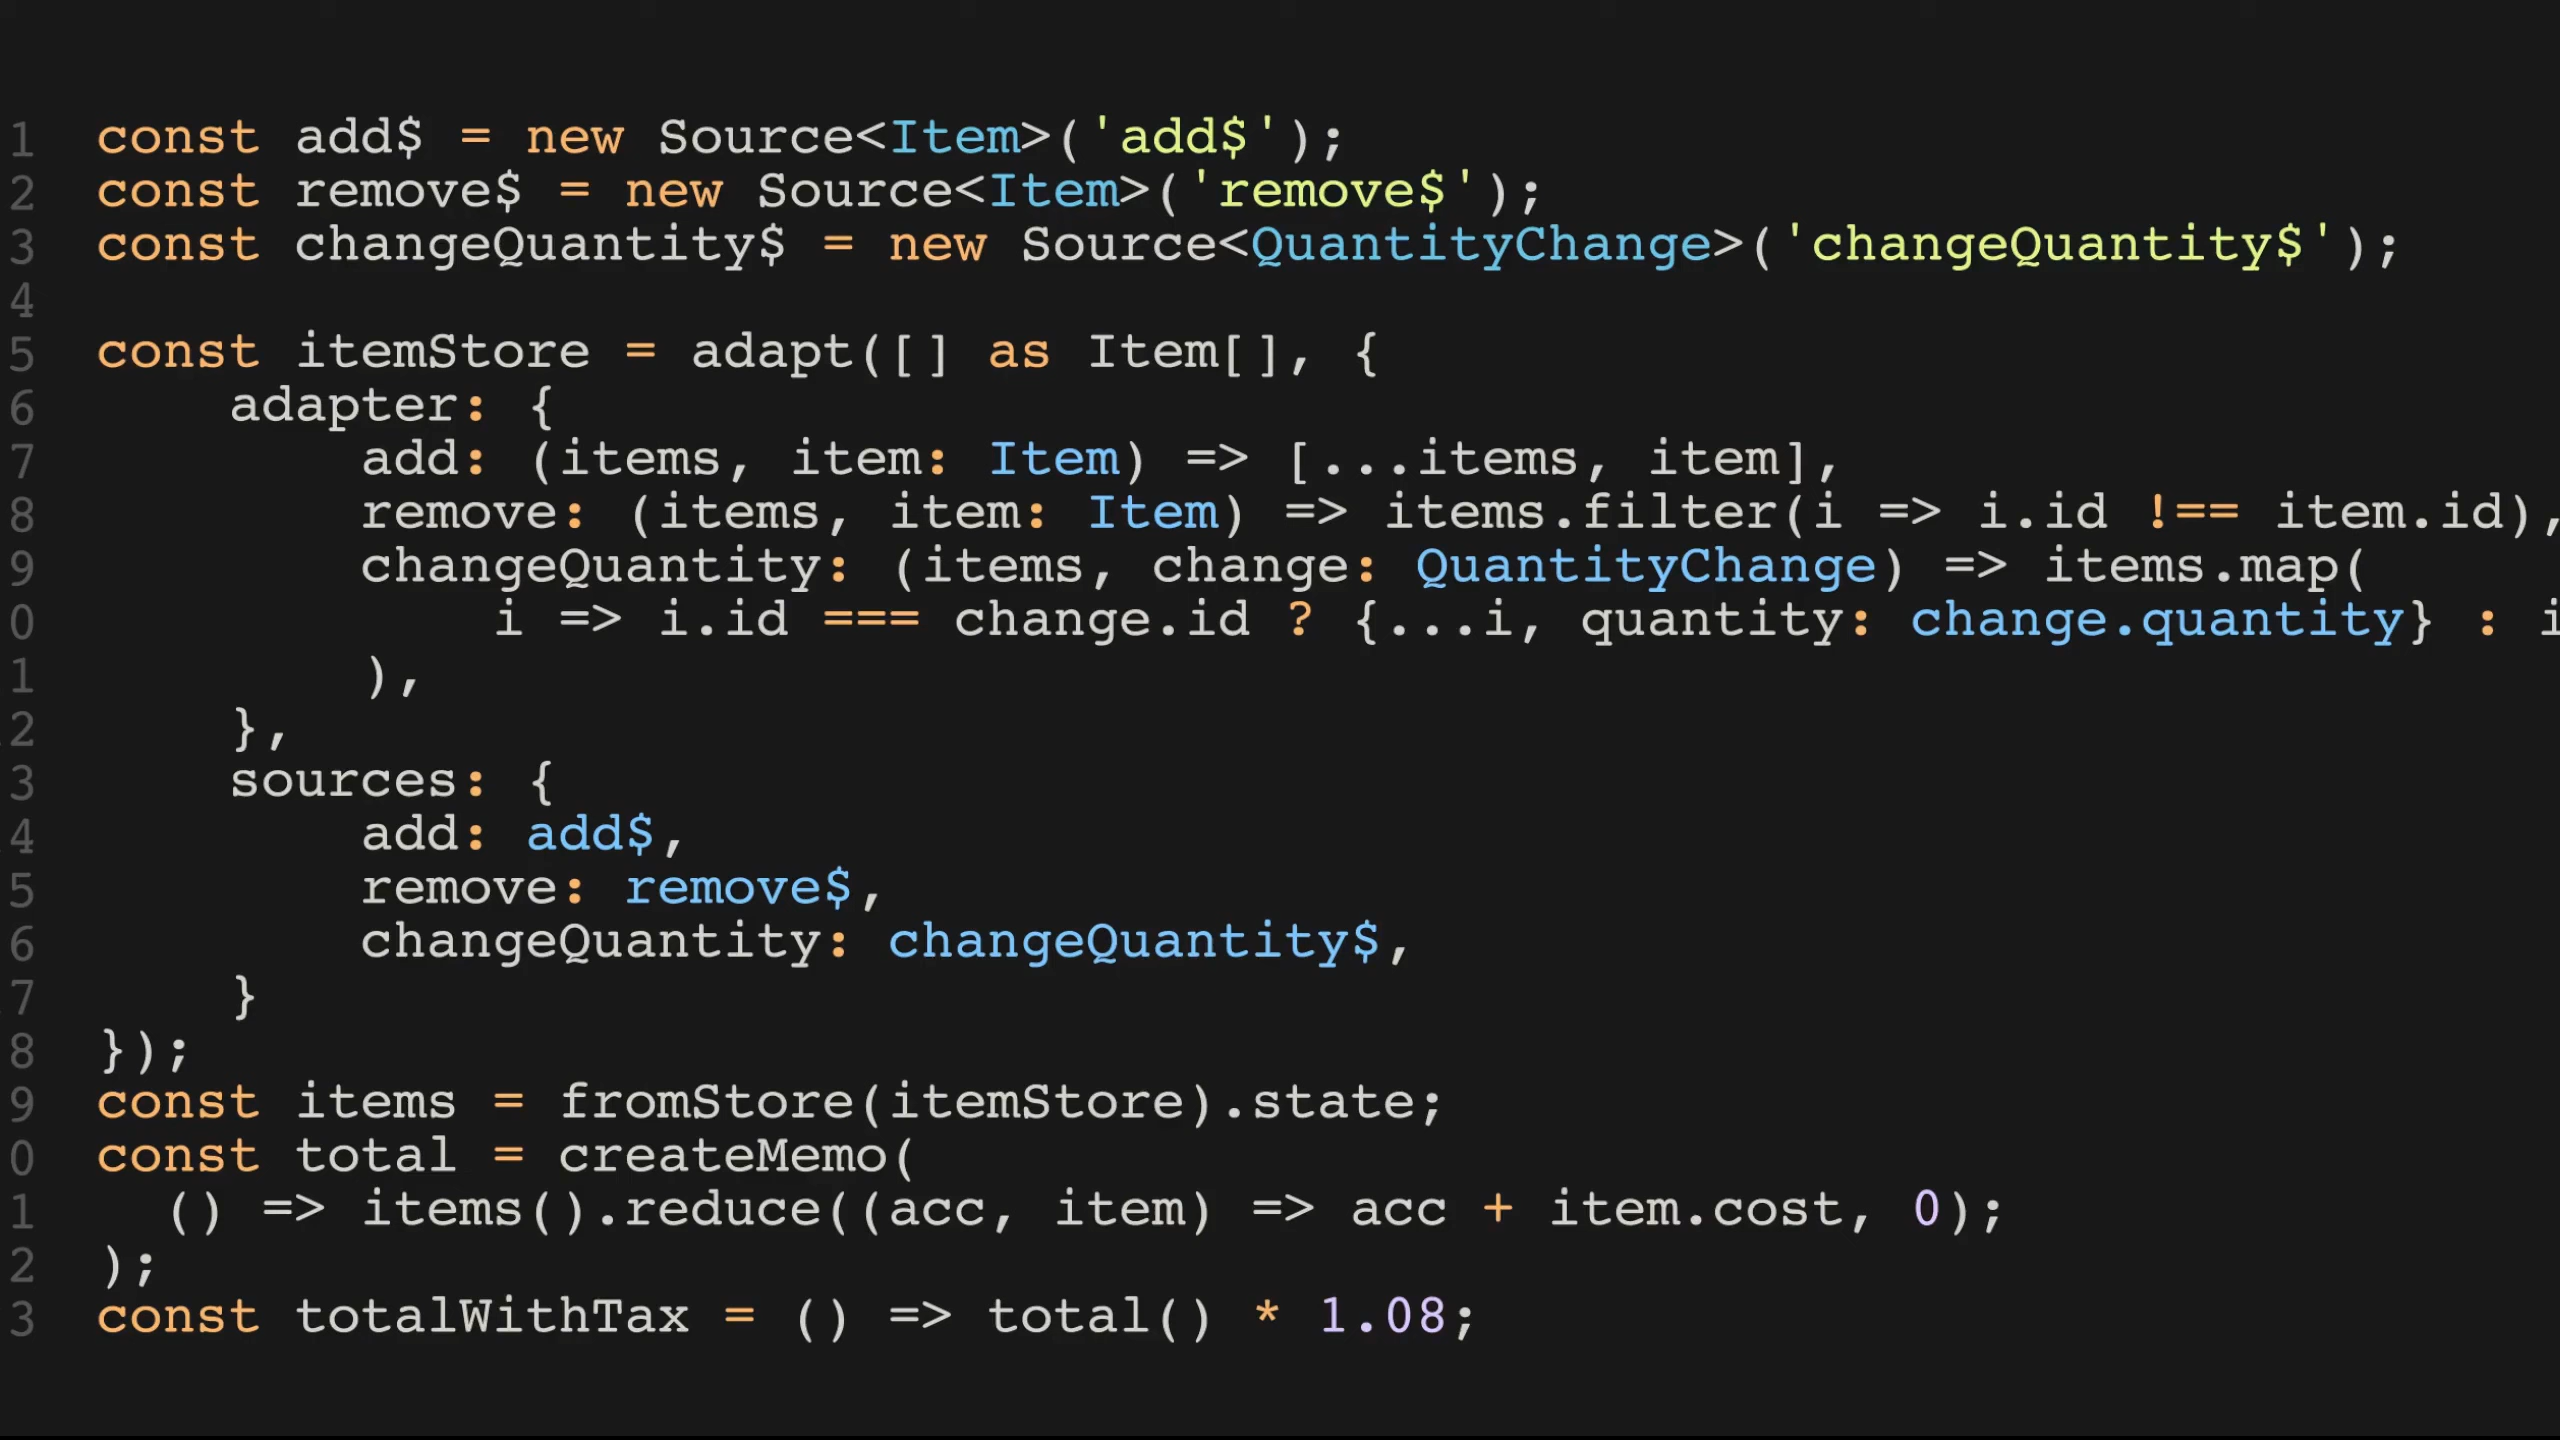 1 const add$ = new Source<Item>('add$');
2 const remove$ = new Source<Item>('remove$');
3 const changeQuantity$ = new Source<QuantityChange>('changeQuantity$');
4
5 const itemStore = adapt([] as Item[], {
6 adapter: {
7 add: (items, item: Item) => [...items, item],
8 remove: (items, item: Item) => items.filter(i => i.id !== item.id),
9 changeQuantity: (items, change: QuantityChange) => items.map(
0 i => i.id === change.id ? {...i, quantity: change.quantity} : i
1 ),
2 },
3 sources: {
4 add: add$,
5 remove: remove$,
6 changeQuantity: changeQuantity$,
7 }
8 });
9 const items = fromStore(itemStore).state;
0 const total = createMemo(
1 () => items().reduce((acc, item) => acc + item.cost, 0);
2 );
3 const totalWithTax = () => total() * 1.08;